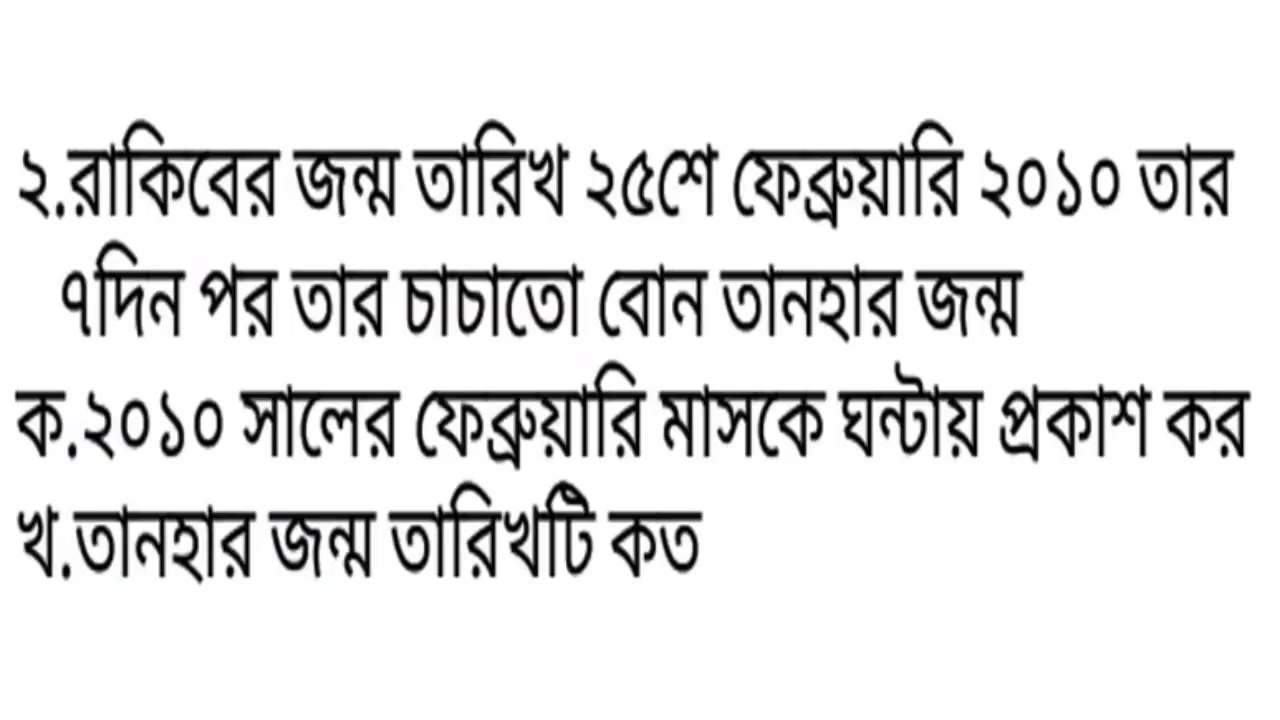 ২.রাকিবের জন্ম তারিখ ২৫শে ফেব্রুয়ারি ২০১০ তার
৭দিন পর তার চাচাতো বোন তানহার জন্ম
ক.২০১০ সালের ফেব্রুয়ারি মাসকে ঘন্টায় প্রকাশ কর
খ.তানহার জন্ম তারিখটি কত